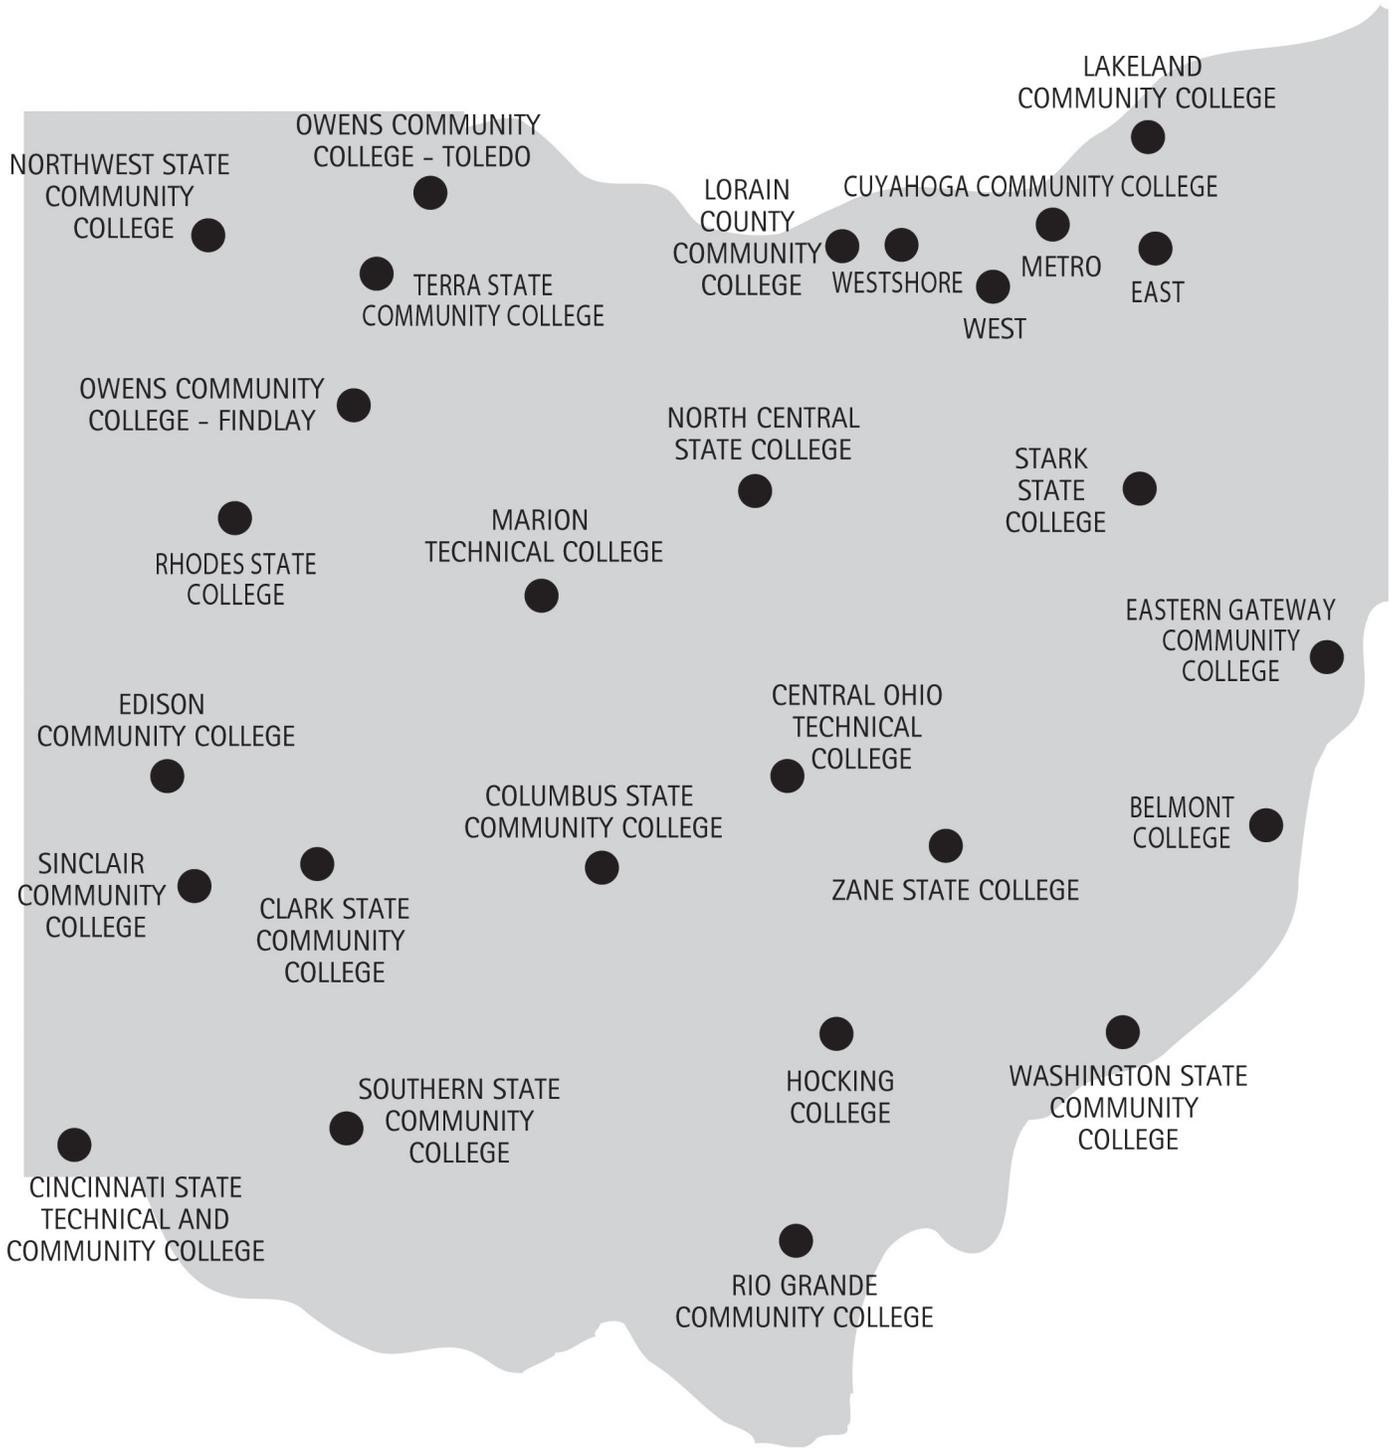 LAKELAND
COMMUNITY COLLEGE
OWENS COMMUNITY
COLLEGE – TOLEDO
NORTHWEST STATE
COMMUNITY
COLLEGE
LORAIN
COUNTY
COMMUNITY
COLLEGE
CUYAHOGA COMMUNITY COLLEGE
WESTSHORE
METRO
EAST
WEST
TERRA STATE
COMMUNITY COLLEGE
OWENS COMMUNITY
COLLEGE – FINDLAY
NORTH CENTRAL
STATE COLLEGE
STARK
STATE
COLLEGE
RHODES STATE
COLLEGE
MARION
TECHNICAL COLLEGE
EASTERN GATEWAY
COMMUNITY
COLLEGE
EDISON
COMMUNITY COLLEGE
CENTRAL OHIO
TECHNICAL
COLLEGE
COLUMBUS STATE
COMMUNITY COLLEGE
BELMONT
COLLEGE
SINCLAIR
COMMUNITY
COLLEGE
CLARK STATE
COMMUNITY
COLLEGE
ZANE STATE COLLEGE
HOCKING
COLLEGE
WASHINGTON STATE
COMMUNITY
COLLEGE
SOUTHERN STATE
COMMUNITY
COLLEGE
CINCINNATI STATE
TECHNICAL AND
COMMUNITY COLLEGE
RIO GRANDE
COMMUNITY COLLEGE